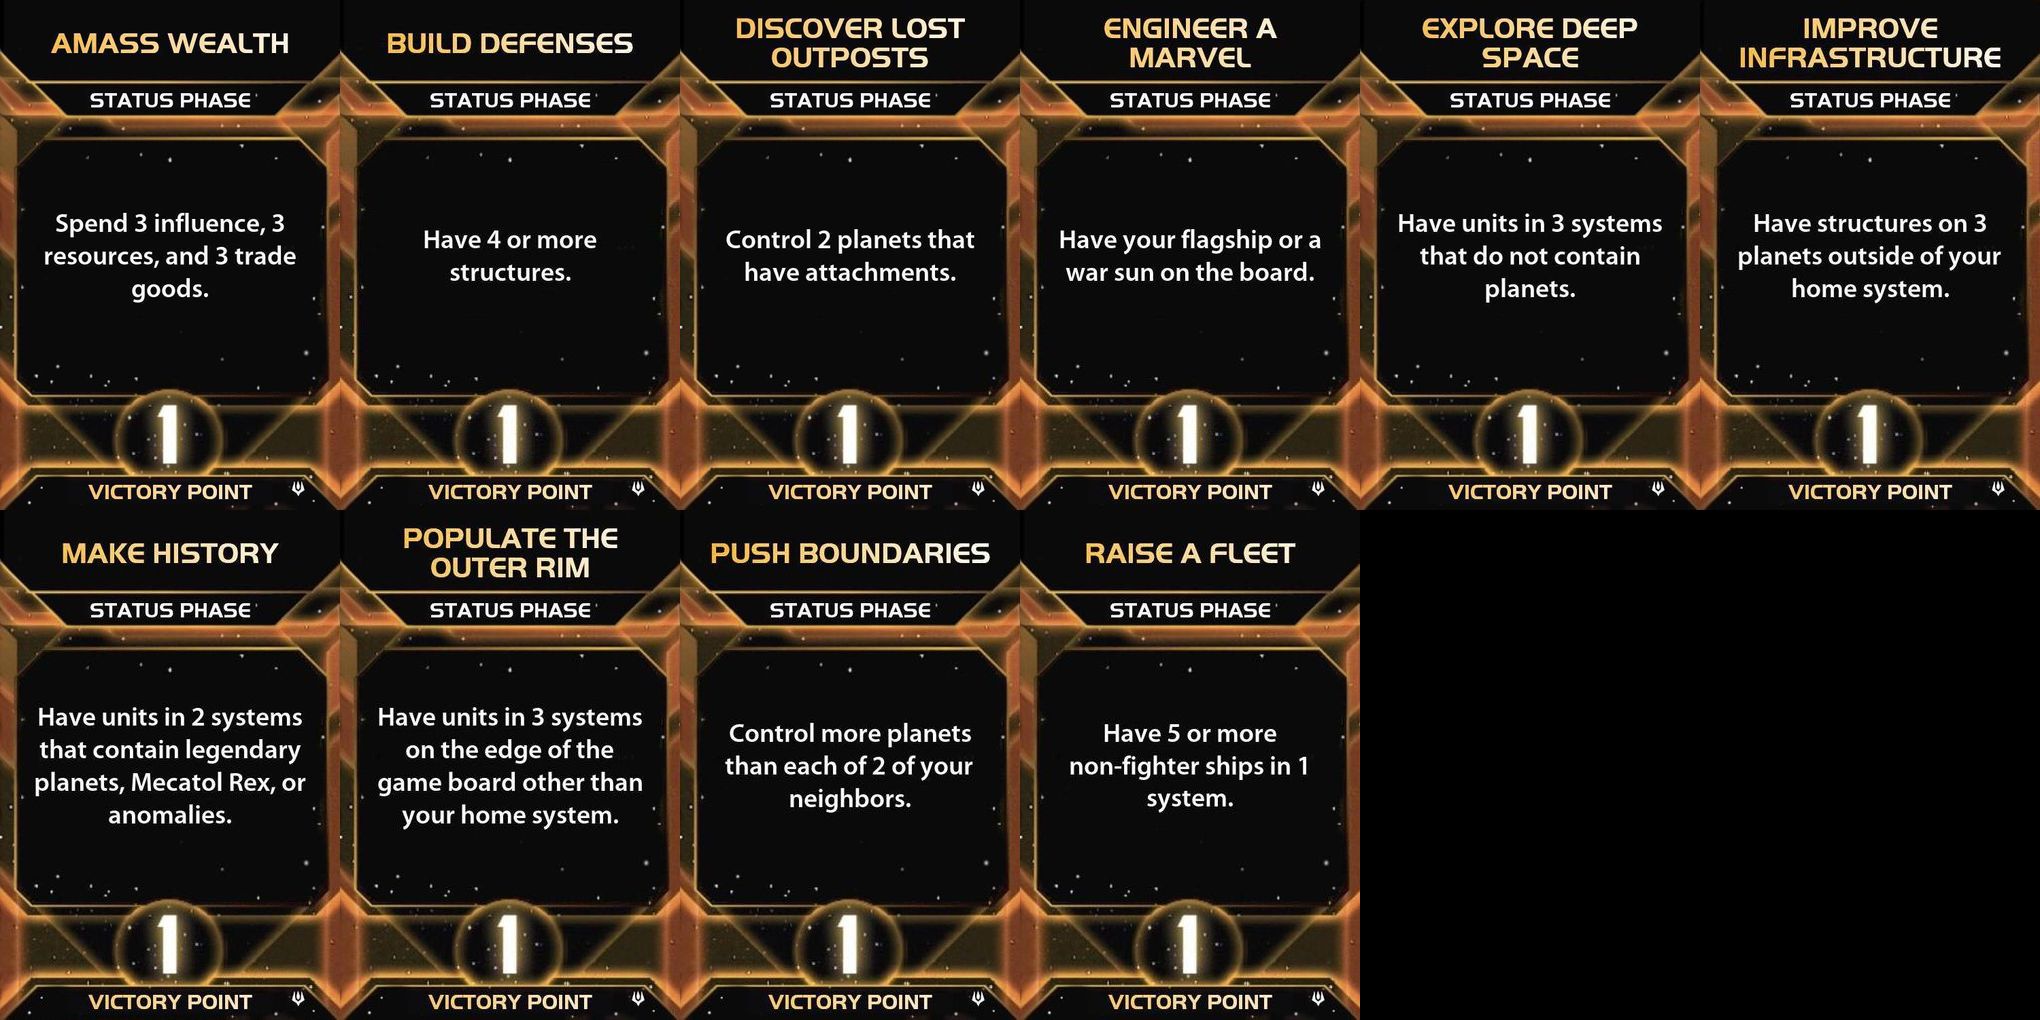 AMASS WEALTH
STATUS PHASE
Spend 3 influence, 3
resources, and 3 trade
goods.
1
VICTORY POINT
BUILD DEFENSES
STATUS PHASE
Have 4 or more
structures.
1
VICTORY POINT
DISCOVER LOST
OUTPOSTS
STATUS PHASE
Control 2 planets that
have attachments.
1
VICTORY POINT
ENGINEER A
MARVEL
STATUS PHASE
Have your flagship or a
war sun on the board.
1
VICTORY POINT
EXPLORE DEEP
SPACE
STATUS PHASE
Have units in 3 systems
that do not contain
planets.
1
VICTORY POINT
IMPROVE
INFRASTRUCTURE
STATUS PHASE
Have structures on 3
planets outside of your
home system.
1
VICTORY POINT
MAKE HISTORY
STATUS PHASE
Have units in 2 systems
that contain legendary
planets, Mecatol Rex, or
anomalies.
1
VICTORY POINT
POPULATE THE
OUTER RIM
STATUS PHASE
Have units in 3 systems
on the edge of the
game board other than
your home system.
1
VICTORY POINT
PUSH BOUNDARIES
STATUS PHASE
Control more planets
than each of 2 of your
neighbors.
1
VICTORY POINT
RAISE A FLEET
STATUS PHASE
Have 5 or more
non-fighter ships in 1
system.
1
VICTORY POINT